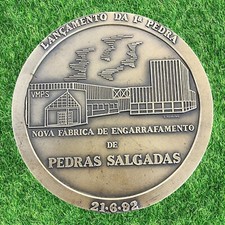 LANÇAMENTO DA 1ª PEDRA
VMPS
NOVA FÁBRICA DE ENGARRAFAMENTO
DE
PEDRAS SALGADAS
21.6.92